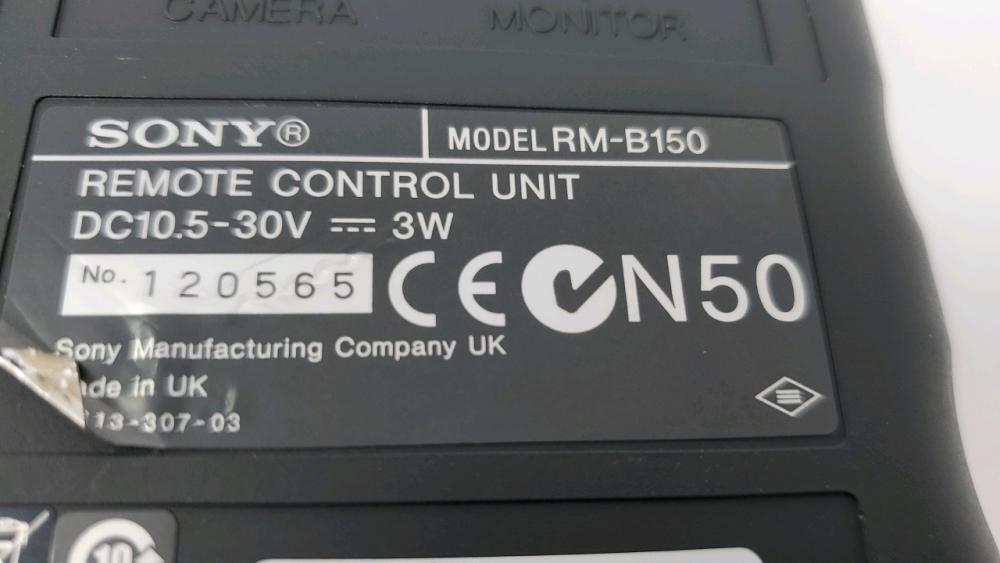 CAMERA MONITOR
SONY® MODEL RM-B150
REMOTE CONTROL UNIT
DC10.5-30V ⎓ 3W
No. 120565 CE N50
Sony Manufacturing Company UK
in UK
13-307-03
10